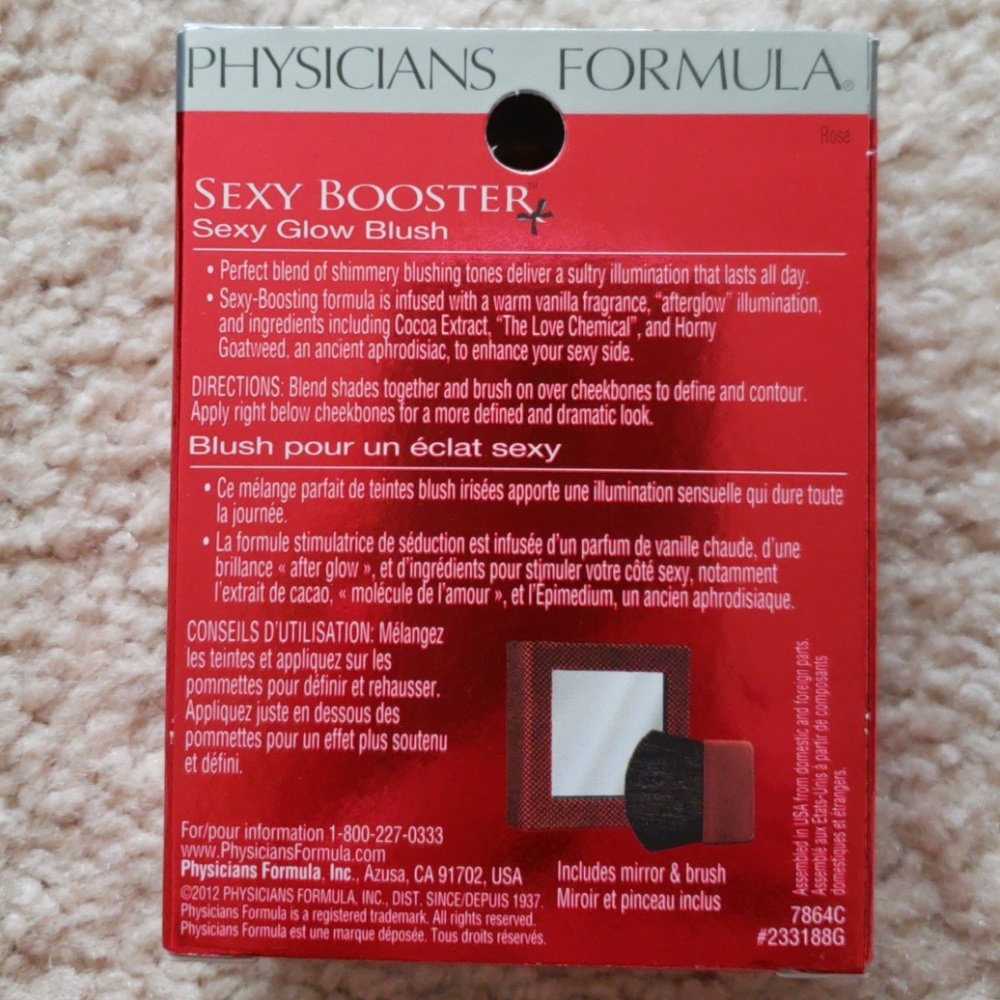 PHYSICIANS FORMULA®
Rose
SEXY BOOSTER™
Sexy Glow Blush
• Perfect blend of shimmery blushing tones deliver a sultry illumination that lasts all day.
• Sexy-Boosting formula is infused with a warm vanilla fragrance, "afterglow" illumination,
and ingredients including Cocoa Extract, "The Love Chemical", and Horny
Goatweed, an ancient aphrodisiac, to enhance your sexy side.
DIRECTIONS: Blend shades together and brush on over cheekbones to define and contour.
Apply right below cheekbones for a more defined and dramatic look.
Blush pour un éclat sexy
• Ce mélange parfait de teintes blush irisées apporte une illumination sensuelle qui dure toute
la journée.
• La formule stimulatrice de séduction est infusée d'un parfum de vanille chaude, d'une
brillance « after glow », et d'ingrédients pour stimuler votre côté sexy, notamment
l'extrait de cacao, « molécule de l'amour », et l'Epimedium, un ancien aphrodisiaque.
CONSEILS D'UTILISATION: Mélangez
les teintes et appliquez sur les
pommettes pour définir et rehausser.
Appliquez juste en dessous des
pommettes pour un effet plus soutenu
et défini.
For/pour information 1-800-227-0333
www.PhysiciansFormula.com
Physicians Formula, Inc., Azusa, CA 91702, USA
©2012 PHYSICIANS FORMULA, INC., DIST. SINCE/DEPUIS 1937.
Physicians Formula is a registered trademark. All rights reserved.
Physicians Formula est une marque déposée. Tous droits réservés.
Includes mirror & brush
Miroir et pinceau inclus
Assembled in USA from domestic and foreign parts.
Assemblé aux Etats-Unis à partir de composants
domestiques et étrangers.
7864C
#233188G